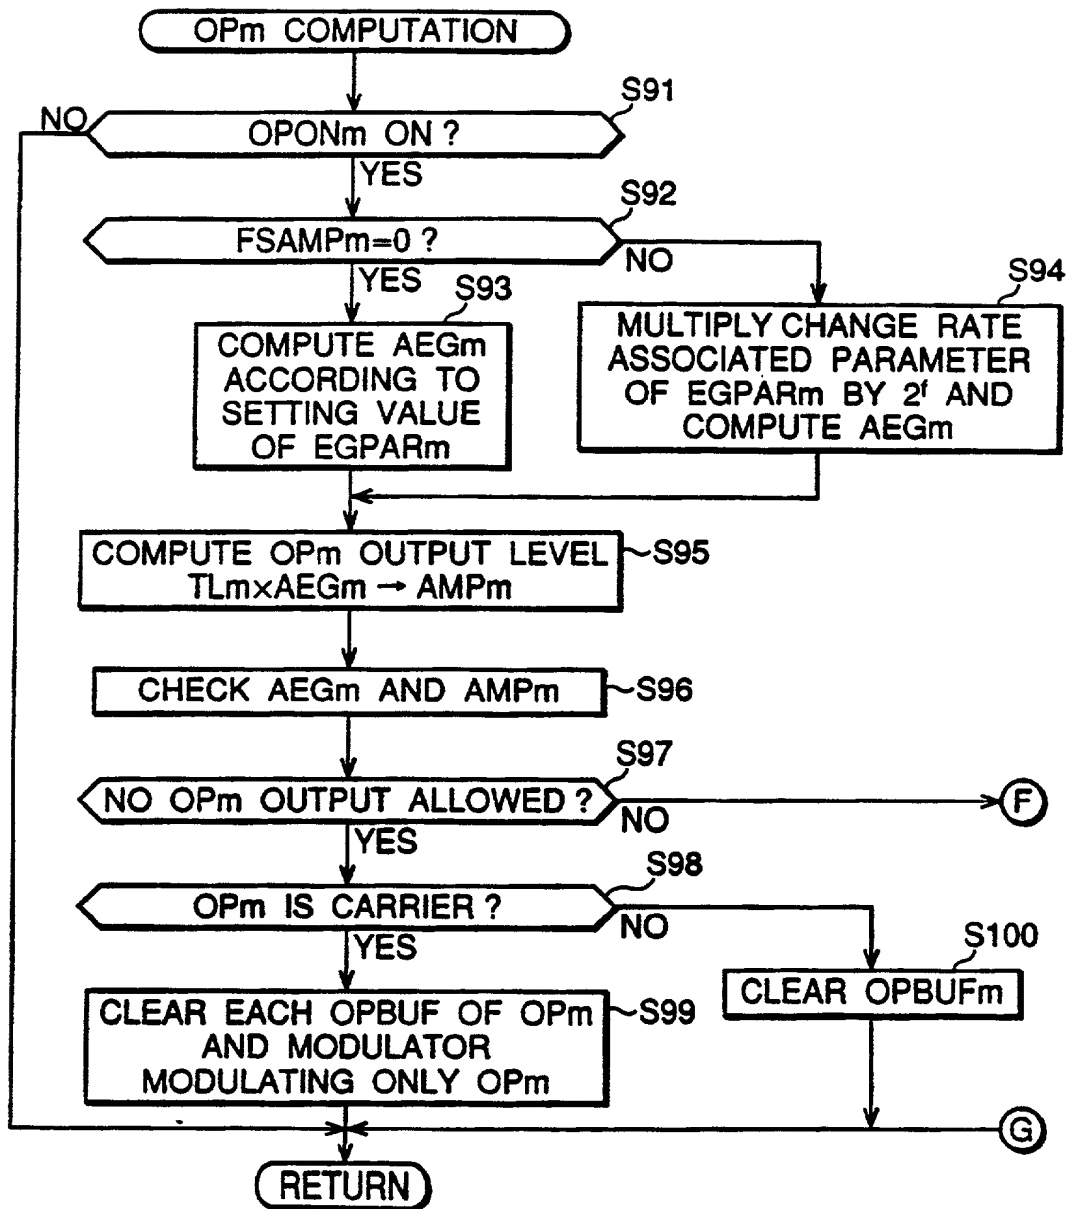 OPm COMPUTATION
S91
NO
OPONm ON ?
YES
S92
FSAMPm=0 ?
NO
YES
S93
COMPUTE AEGm
ACCORDING TO
SETTING VALUE
OF EGPARm
S94
MULTIPLY CHANGE RATE
ASSOCIATED PARAMETER
OF EGPARm BY 2^f AND
COMPUTE AEGm
COMPUTE OPm OUTPUT LEVEL
TLm×AEGm → AMPm
S95
CHECK AEGm AND AMPm
S96
S97
NO OPm OUTPUT ALLOWED ?
NO
F
YES
S98
OPm IS CARRIER ?
NO
YES
S100
CLEAR OPBUFm
CLEAR EACH OPBUF OF OPm
AND MODULATOR
MODULATING ONLY OPm
S99
G
RETURN